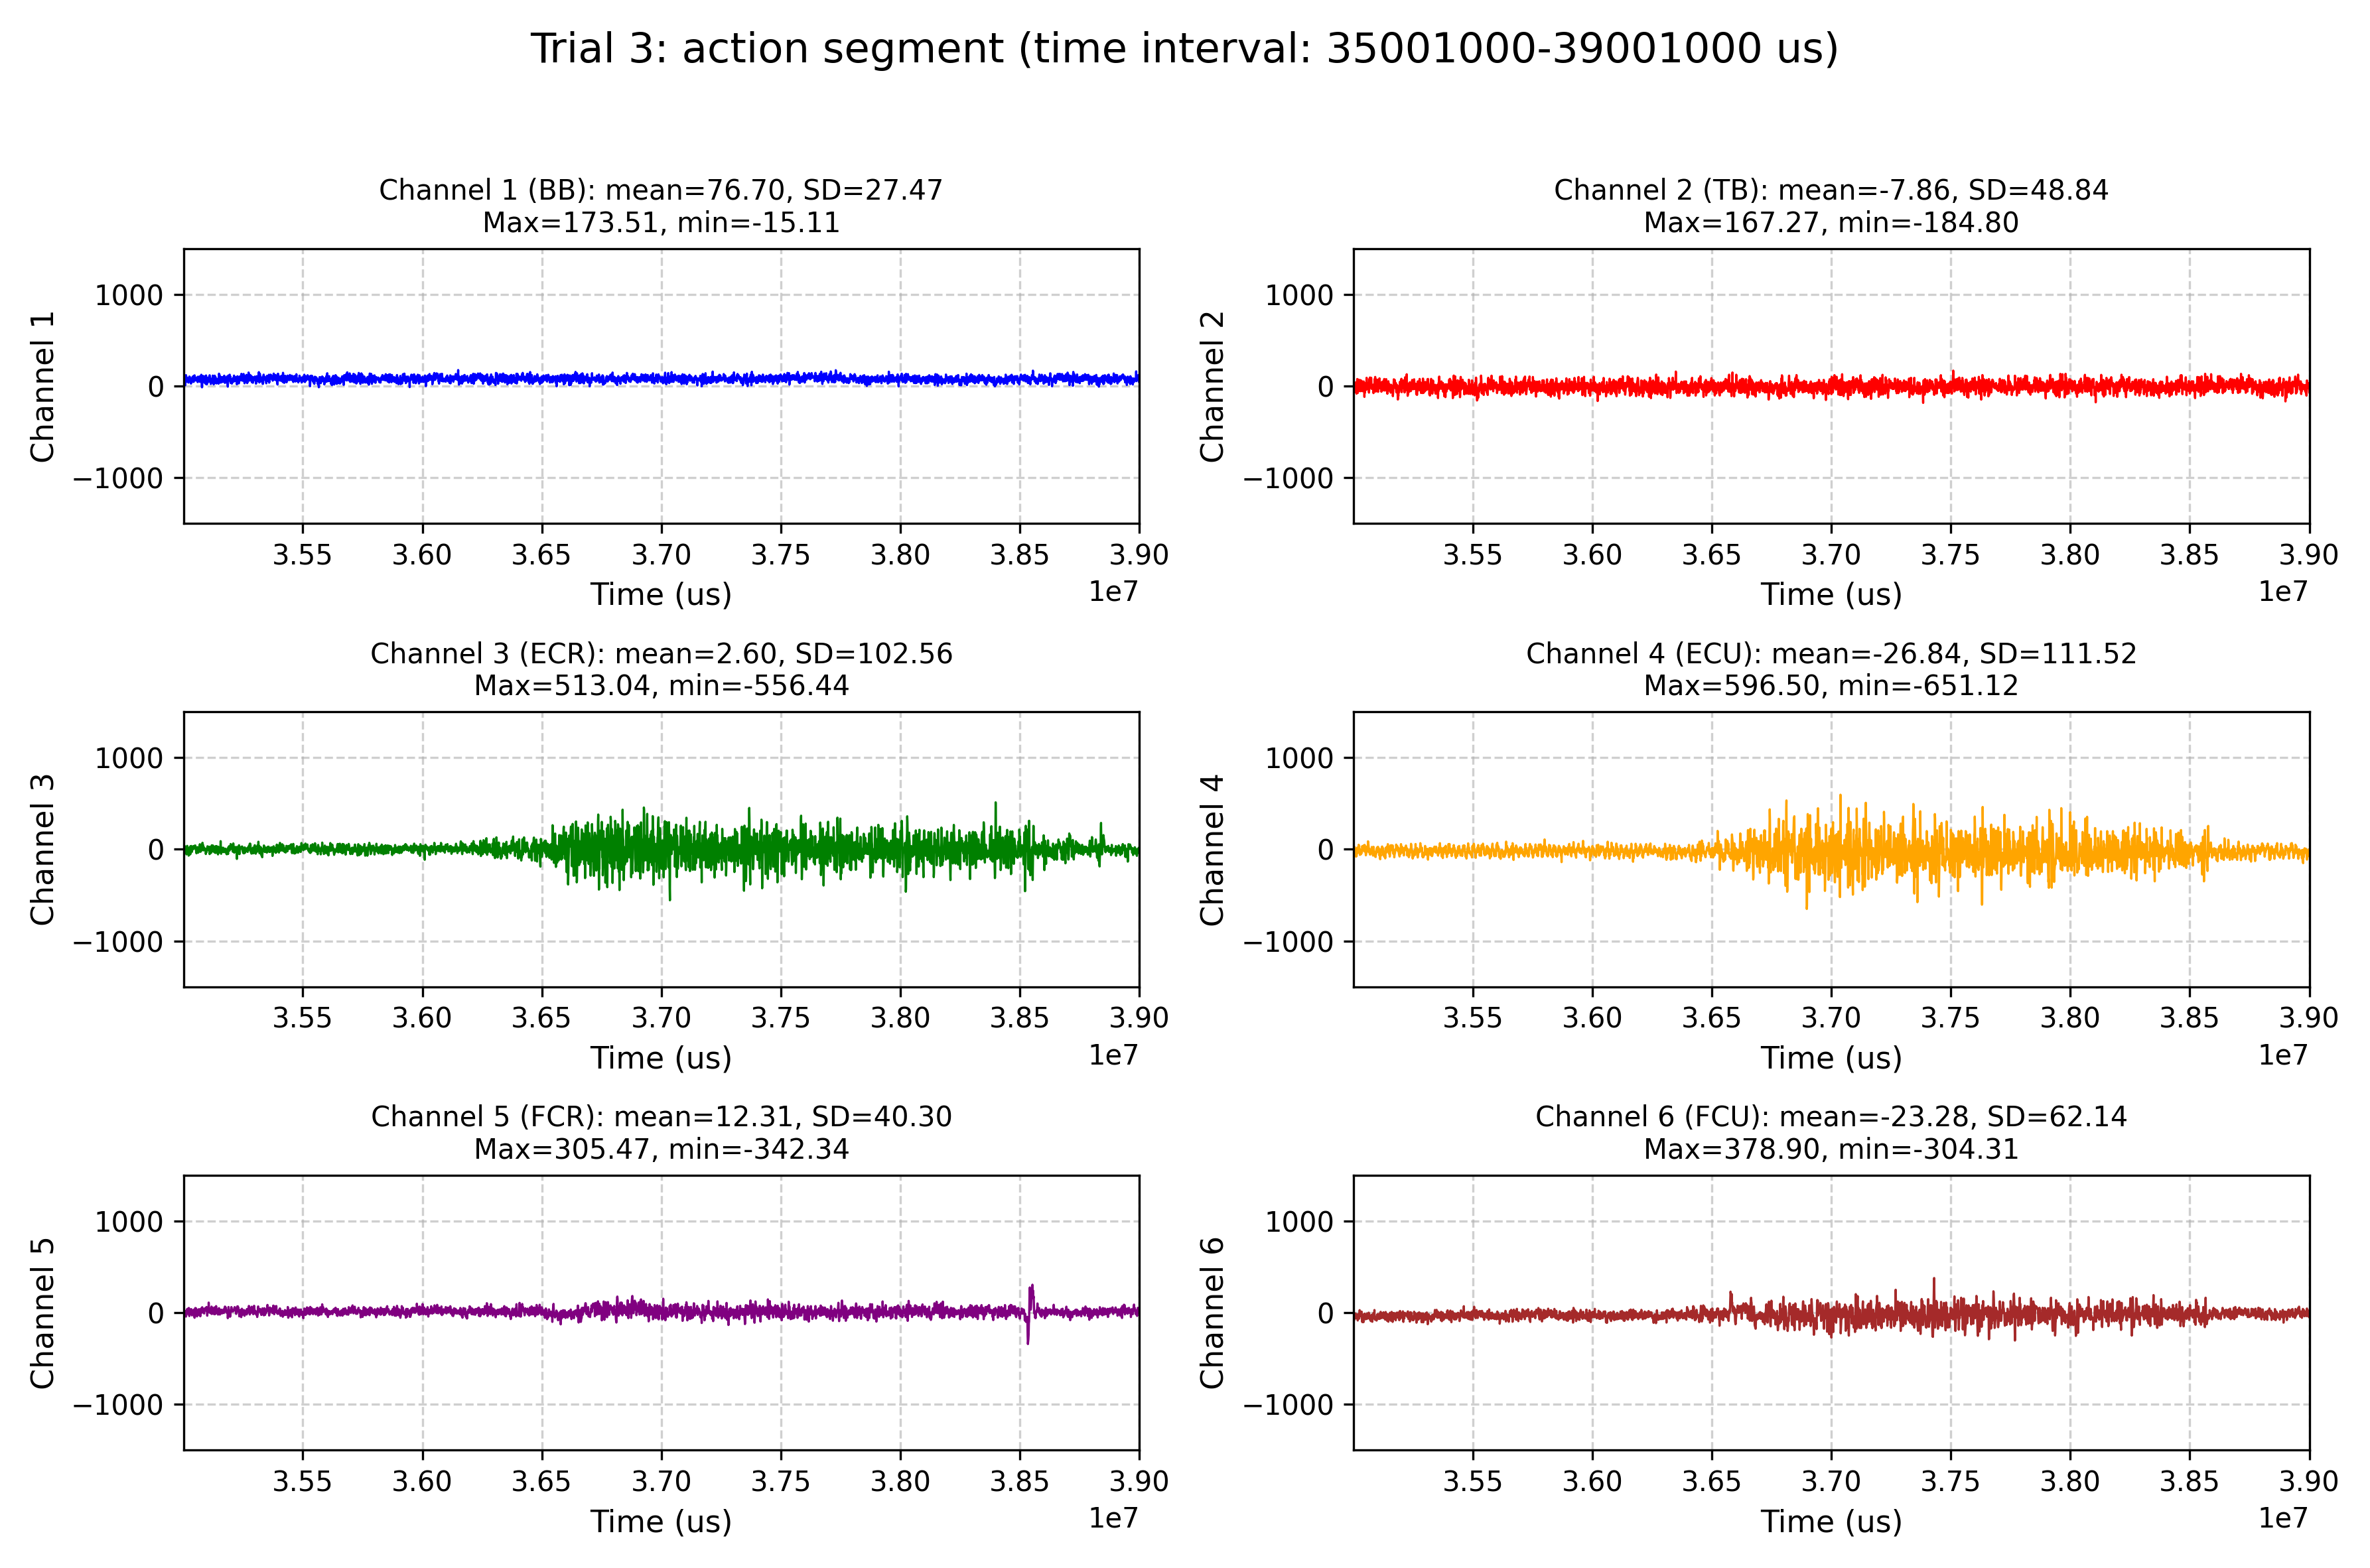 Trial 3: action segment (time interval: 35001000-39001000 us)
Channel 1 (BB): mean=76.70, SD=27.47
Max=173.51, min=-15.11
Channel 1
1000
0
−1000
3.55 3.60 3.65 3.70 3.75 3.80 3.85 3.90
1e7
Time (us)
Channel 2 (TB): mean=-7.86, SD=48.84
Max=167.27, min=-184.80
Channel 2
1000
0
−1000
3.55 3.60 3.65 3.70 3.75 3.80 3.85 3.90
1e7
Time (us)
Channel 3 (ECR): mean=2.60, SD=102.56
Max=513.04, min=-556.44
Channel 3
1000
0
−1000
3.55 3.60 3.65 3.70 3.75 3.80 3.85 3.90
1e7
Time (us)
Channel 4 (ECU): mean=-26.84, SD=111.52
Max=596.50, min=-651.12
Channel 4
1000
0
−1000
3.55 3.60 3.65 3.70 3.75 3.80 3.85 3.90
1e7
Time (us)
Channel 5 (FCR): mean=12.31, SD=40.30
Max=305.47, min=-342.34
Channel 5
1000
0
−1000
3.55 3.60 3.65 3.70 3.75 3.80 3.85 3.90
1e7
Time (us)
Channel 6 (FCU): mean=-23.28, SD=62.14
Max=378.90, min=-304.31
Channel 6
1000
0
−1000
3.55 3.60 3.65 3.70 3.75 3.80 3.85 3.90
1e7
Time (us)